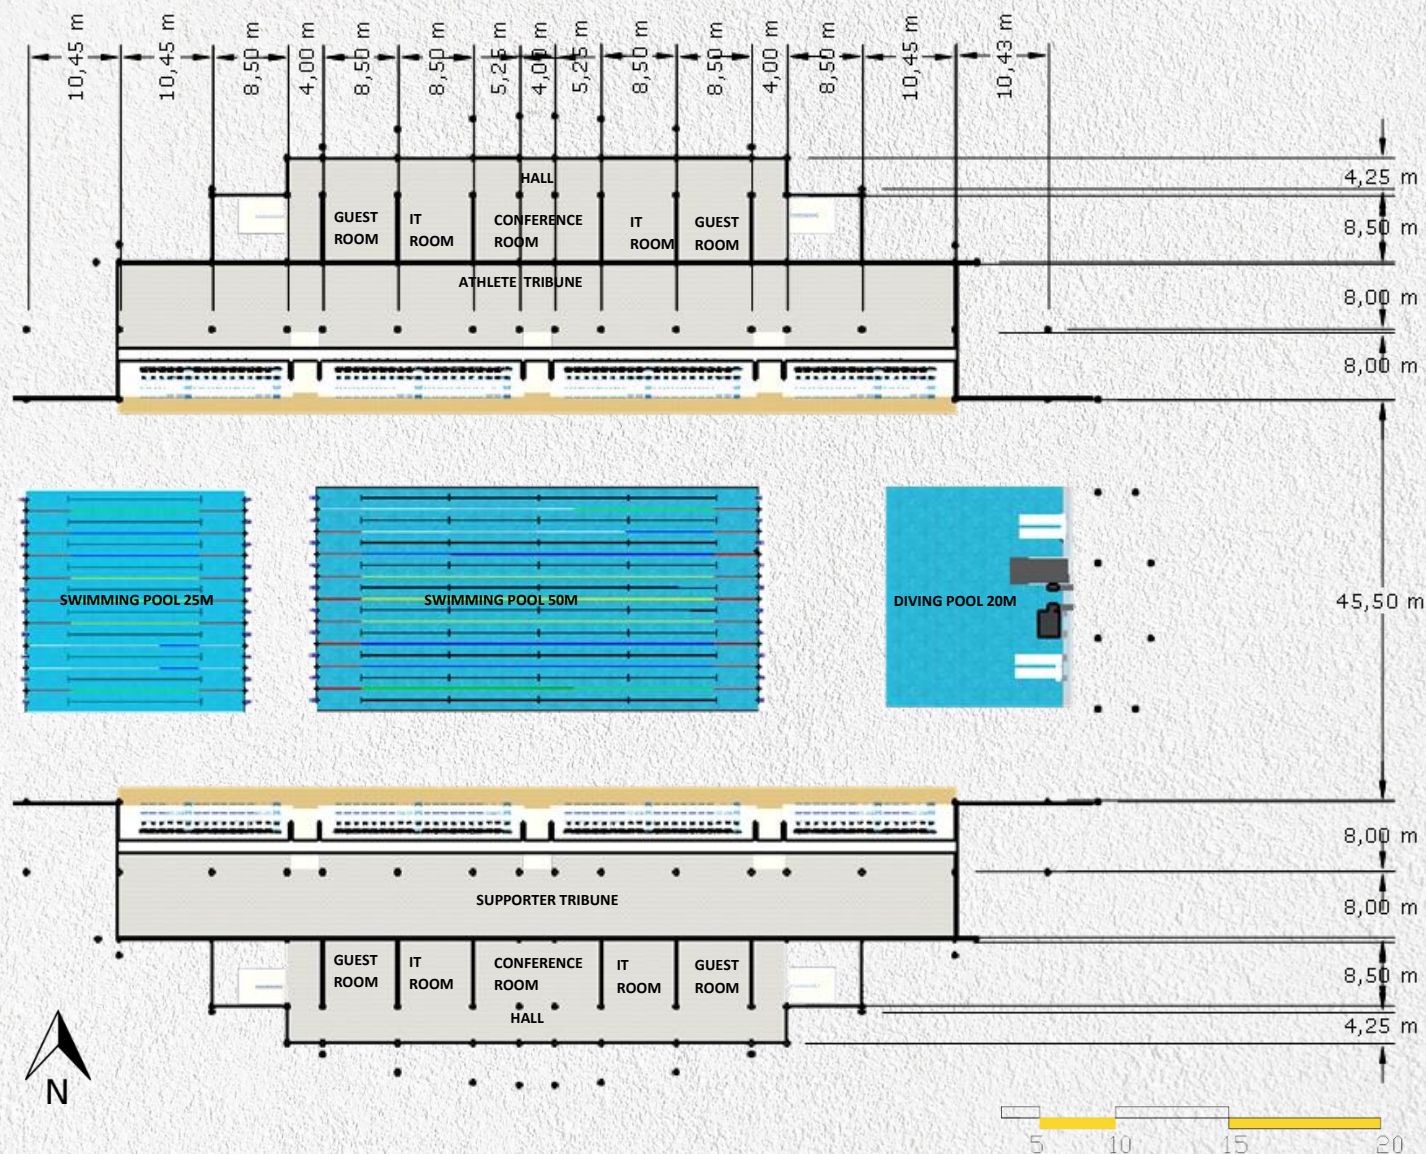 10,45 m
10,45 m
8,50 m
4,00 m
8,50 m
8,50 m
5,25 m
4,00 m
5,25 m
8,50 m
8,50 m
4,00 m
8,50 m
10,45 m
10,43 m
HALL
4,25 m
GUEST
ROOM
IT
ROOM
CONFERENCE
ROOM
IT
ROOM
GUEST
ROOM
8,50 m
ATHLETE TRIBUNE
8,00 m
8,00 m
SWIMMING POOL 25M
SWIMMING POOL 50M
DIVING POOL 20M
45,50 m
8,00 m
SUPPORTER TRIBUNE
8,00 m
GUEST
ROOM
IT
ROOM
CONFERENCE
ROOM
IT
ROOM
GUEST
ROOM
8,50 m
HALL
4,25 m
N
5
10
15
20